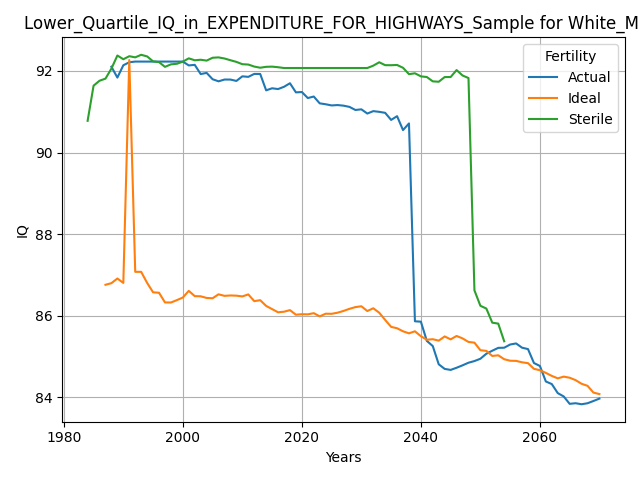 Lower_Quartile_IQ_in_EXPENDITURE_FOR_HIGHWAYS_Sample for White_M
Fertility
Actual
Ideal
Sterile
IQ
92
90
88
86
84
1980
2000
2020
2040
2060
Years